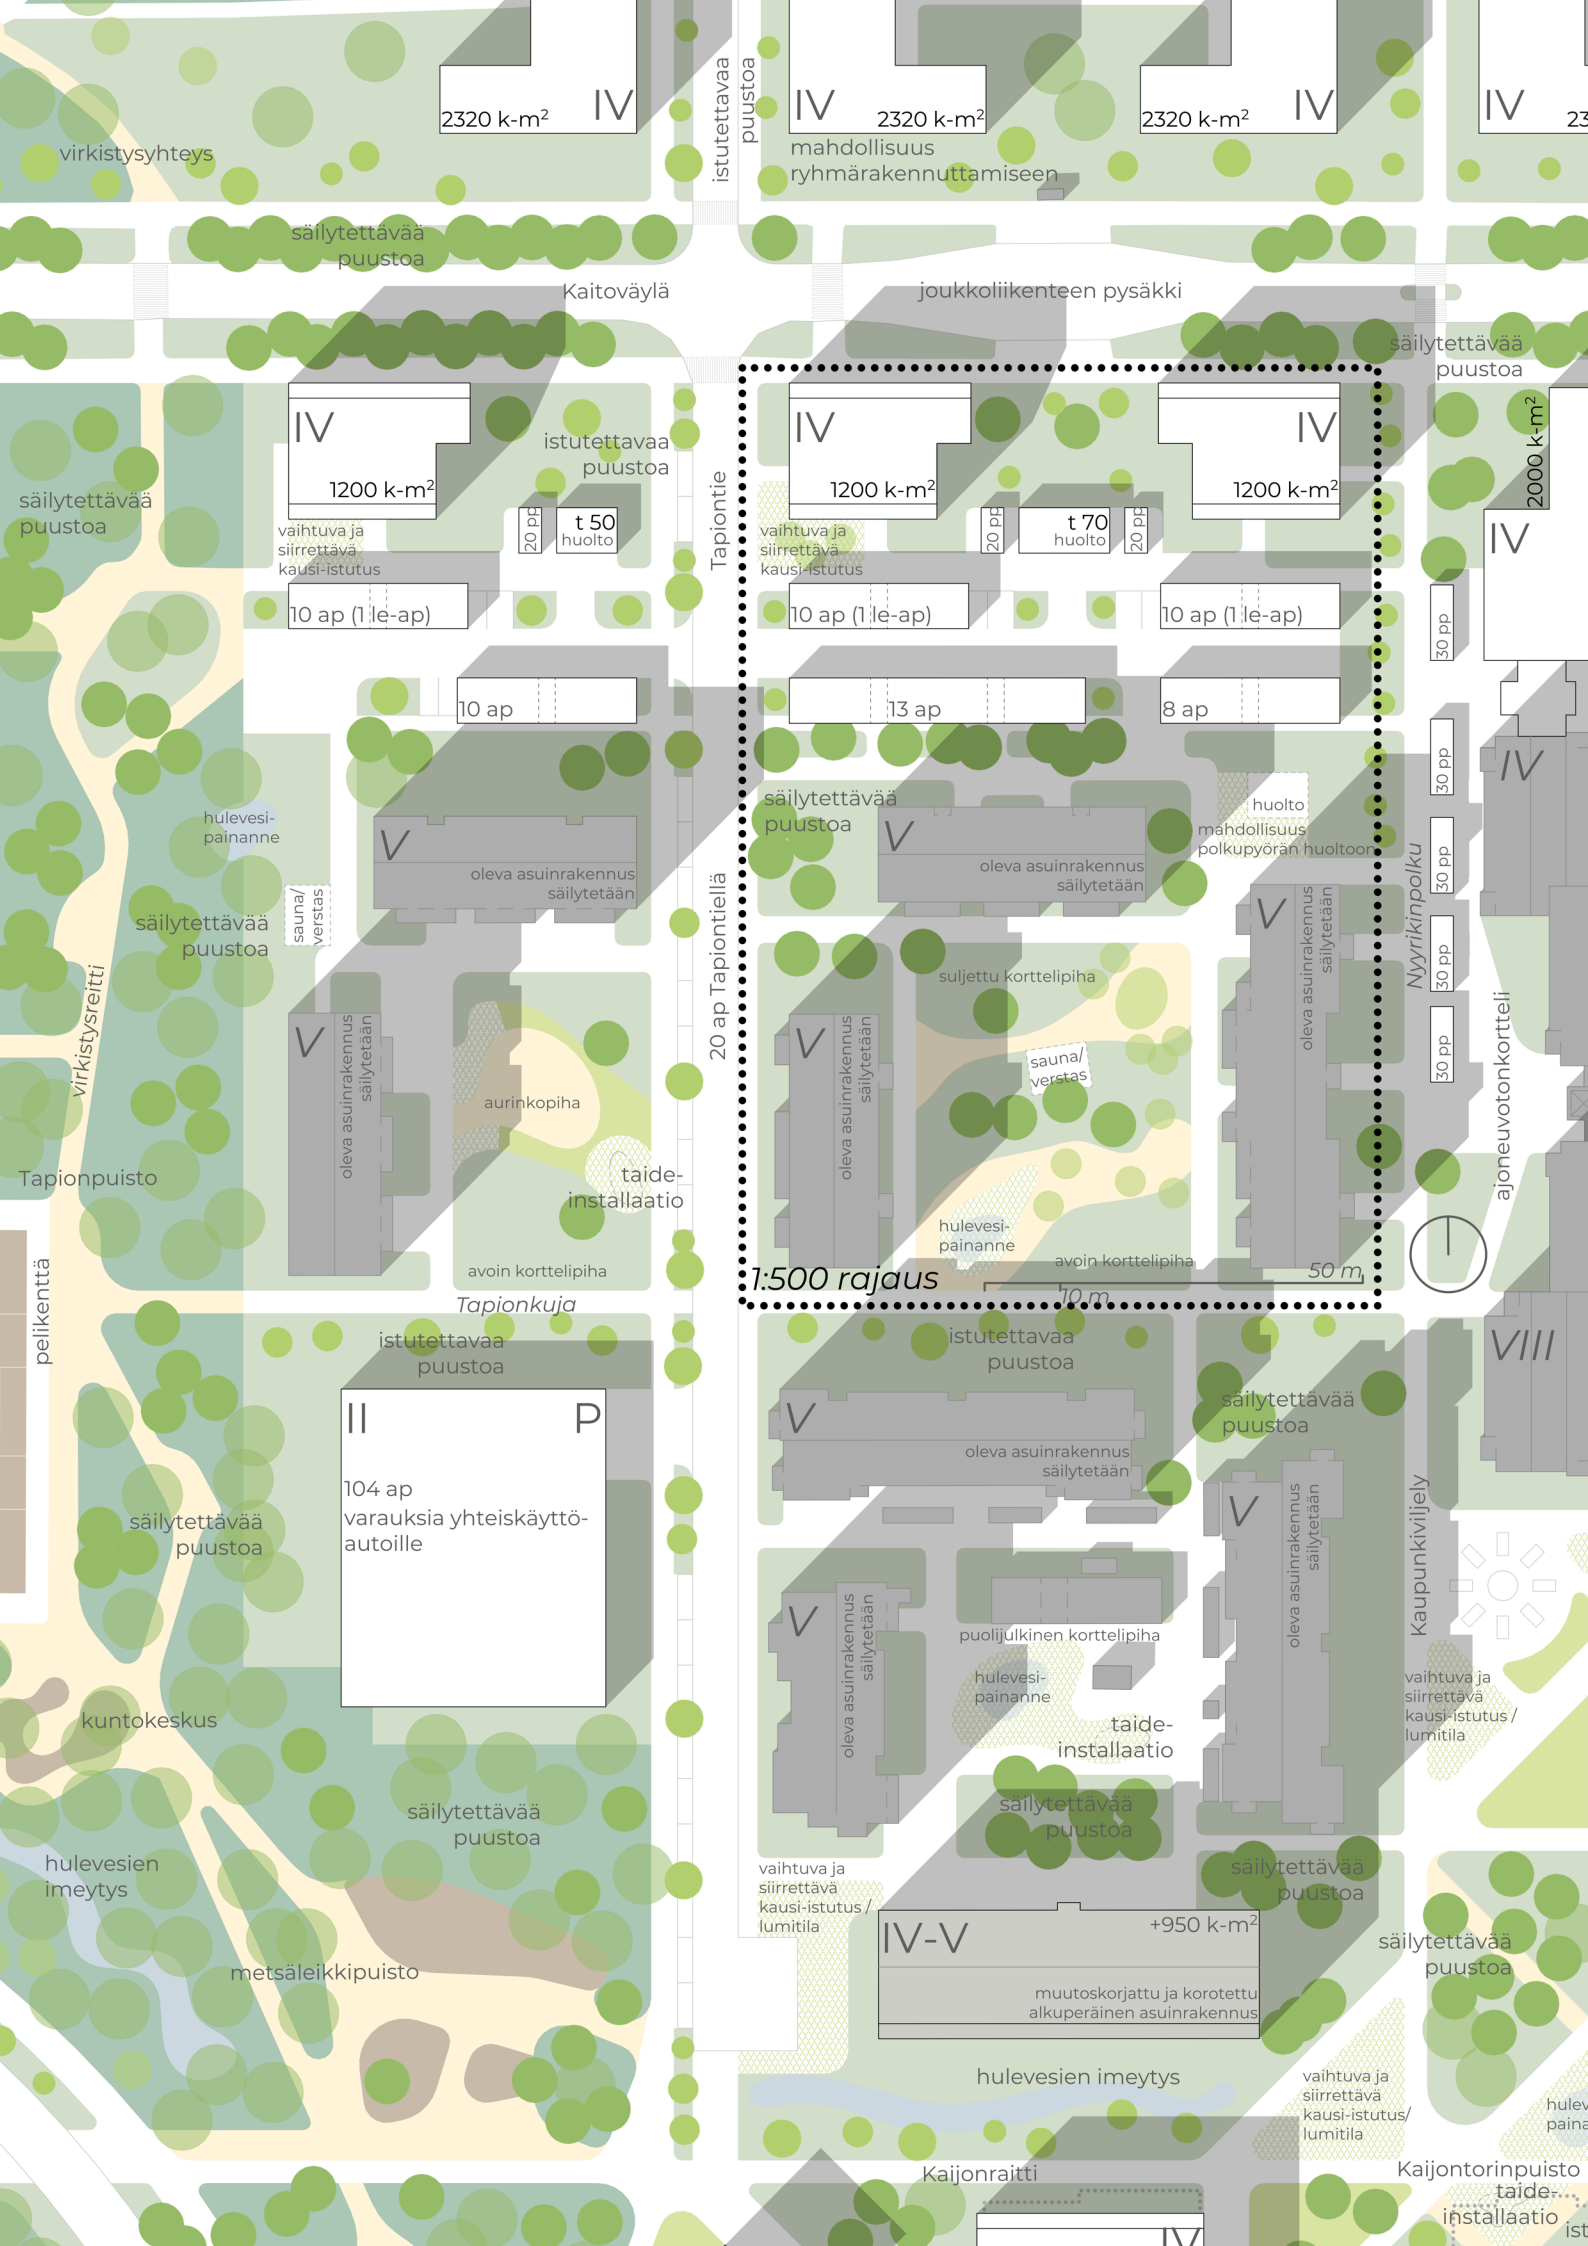 IV
2320 k-m²
istutettavaa
puustoa
IV
2320 k-m²
IV
2320 k-m²
IV
virkistysyhteys
mahdollisuus
ryhmärakennuttamiseen
säilytettävää
puustoa
Kaitoväylä
joukkoliikenteen pysäkki
säilytettävää
puustoa
IV
1200 k-m²
istutettavaa
puustoa
IV
1200 k-m²
IV
1200 k-m²
2000 k-m²
IV
säilytettävää
puustoa
vaihtuva ja
siirrettävä
kausi-istutus
20 pp
t 50
huolto
Tapiontie
vaihtuva ja
siirrettävä
kausi-istutus
20 pp
t 70
huolto
20 pp
10 ap (1 le-ap)
10 ap (1 le-ap)
10 ap (1 le-ap)
30 pp
10 ap
13 ap
8 ap
30 pp
IV
hulevesi-
painanne
V
oleva asuinrakennus
säilytetään
säilytettävää
puustoa
V
oleva asuinrakennus
säilytetään
huolto
mahdollisuus
polkupyörän huoltoon
30 pp
Nyyrikinpolku
sauna/
verstas
säilytettävää
puustoa
20 ap Tapiontiellä
V
oleva asuinrakennus
säilytetään
30 pp
suljettu korttelipiha
virkistysreitti
V
oleva asuinrakennus
säilytetään
aurinkopiha
V
oleva asuinrakennus
säilytetään
sauna/
verstas
30 pp
ajoneuvotonkortteli
Tapionpuisto
taide-
installaatio
hulevesi-
painanne
avoin korttelipiha
avoin korttelipiha
1:500 rajaus
50 m
10 m
Tapionkuja
pelikenttä
istutettavaa
puustoa
istutettavaa
puustoa
VIII
II
P
104 ap
varauksia yhteiskäyttö-
autoille
V
oleva asuinrakennus
säilytetään
säilytettävää
puustoa
säilytettävää
puustoa
V
oleva asuinrakennus
säilytetään
Kaupunkiviljely
V
oleva asuinrakennus
säilytetään
puolijulkinen korttelipiha
hulevesi-
painanne
taide-
installaatio
vaihtuva ja
siirrettävä
kausi-istutus /
lumitila
kuntokeskus
säilytettävää
puustoa
säilytettävää
puustoa
hulevesien
imeytys
vaihtuva ja
siirrettävä
kausi-istutus /
lumitila
säilytettävää
puustoa
IV-V
+950 k-m²
muutoskorjattu ja korotettu
alkuperäinen asuinrakennus
säilytettävää
puustoa
metsäleikkipuisto
hulevesien imeytys
vaihtuva ja
siirrettävä
kausi-istutus/
lumitila
Kaijonraitti
Kaijontorinpuisto
taide-
installaatio
IV